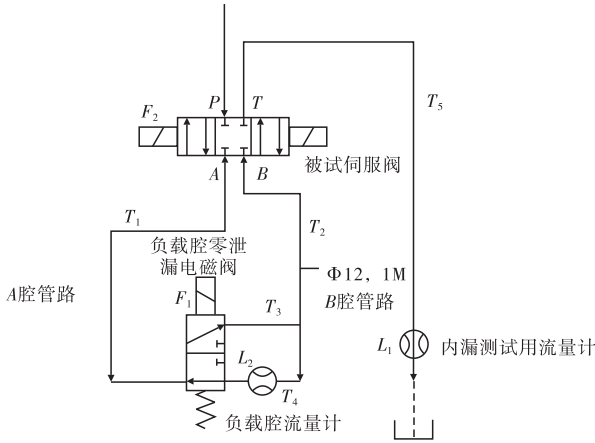 P T
F₂
T₅
A B
被试伺服阀
T₁
T₂
负载腔零泄
漏电磁阀
Φ12，1M
A腔管路
B腔管路
F₁
T₃
L₁
内漏测试用流量计
L₂
T₄
负载腔流量计